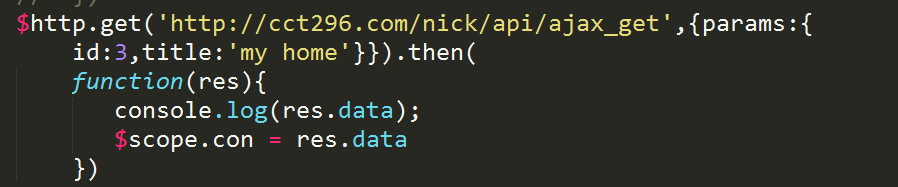 $http.get('http://cct296.com/nick/api/ajax_get',{params:{
id:3,title:'my home'}}).then(
function(res){
console.log(res.data);
$scope.con = res.data
})